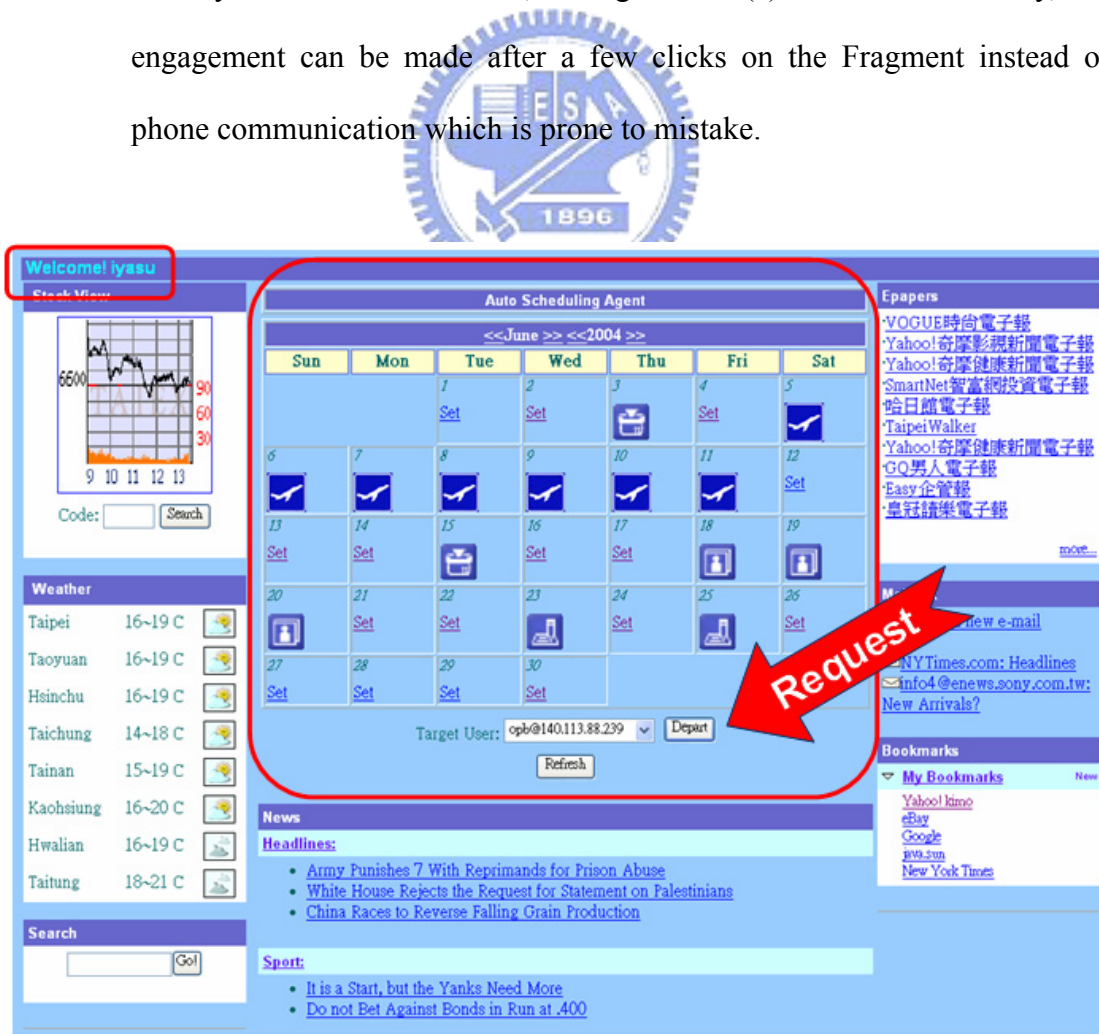 engagement can be made after a few clicks on the Fragment instead o
phone communication which is prone to mistake.
E S A
1896
Welcome! iyasu
Stock View
6600
90
60
30
9 10 11 12 13
Code: Search
Weather
Taipei 16~19 C
Taoyuan 16~19 C
Hsinchu 16~19 C
Taichung 14~18 C
Tainan 15~19 C
Kaohsiung 16~20 C
Hwalian 16~19 C
Taitung 18~21 C
Search
Go!
Auto Scheduling Agent
<<June >> <<2004 >>
Sun Mon Tue Wed Thu Fri Sat
1 2 3 4 5
Set Set Set
6 7 8 9 10 11 12
Set
13 14 15 16 17 18 19
Set Set Set Set
20 21 22 23 24 25 26
Set Set Set Set
27 28 29 30
Set Set Set Set
Target User: opb@140.113.88.239 Depart
Refresh
Request
News
Headlines:
Army Punishes 7 With Reprimands for Prison Abuse
White House Rejects the Request for Statement on Palestinians
China Races to Reverse Falling Grain Production
Sport:
It is a Start, but the Yanks Need More
Do not Bet Against Bonds in Run at .400
Epapers
VOGUE時尚電子報
Yahoo!奇摩影視新聞電子報
Yahoo!奇摩健康新聞電子報
SmartNet智富網投資電子報
哈日館電子報
TaipeiWalker
Yahoo!奇摩健康新聞電子報
GQ男人電子報
Easy企管報
皇冠讀樂電子報
more...
new e-mail
NYTimes.com: Headlines
info4@enews.sony.com.tw:
New Arrivals?
Bookmarks
My Bookmarks New
Yahoo! kimo
eBay
Google
java.sun
New York Times